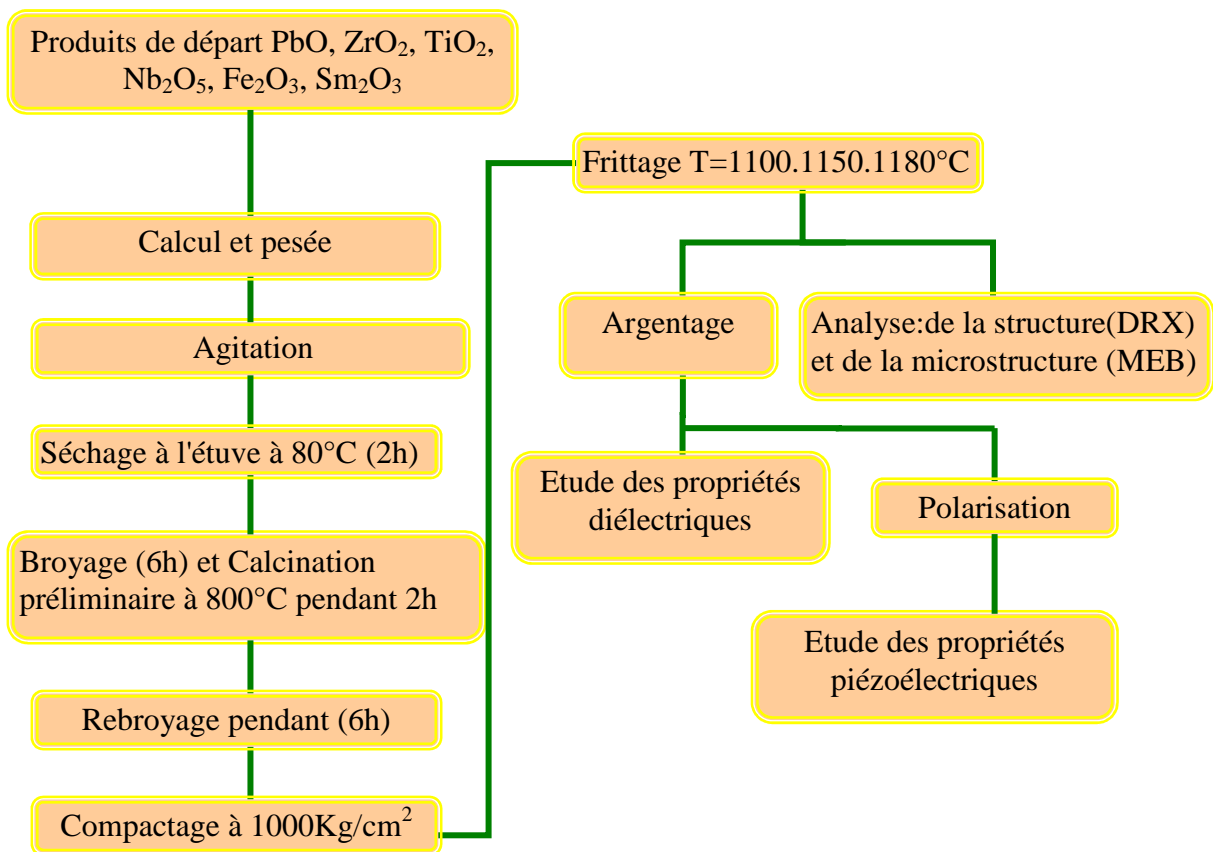 Produits de départ PbO, ZrO₂, TiO₂,
Nb₂O₅, Fe₂O₃, Sm₂O₃
Calcul et pesée
Agitation
Séchage à l'étuve à 80°C (2h)
Broyage (6h) et Calcination
préliminaire à 800°C pendant 2h
Rebroyage pendant (6h)
Compactage à 1000Kg/cm²
Frittage T=1100.1150.1180°C
Argentage
Analyse:de la structure(DRX)
et de la microstructure (MEB)
Etude des propriétés
diélectriques
Polarisation
Etude des propriétés
piézoélectriques